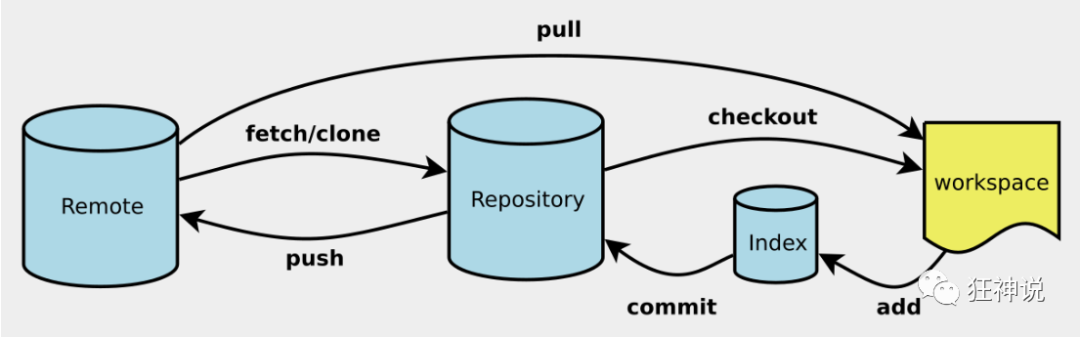 pull
fetch/clone
checkout
Remote
Repository
workspace
Index
push
commit
add
狂神说